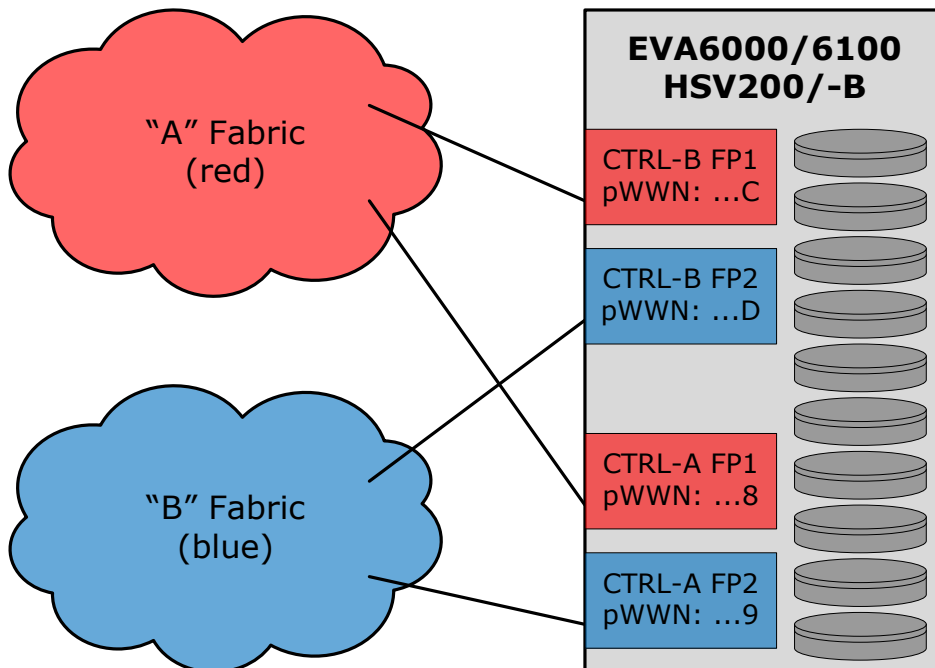 “A” Fabric
(red)
“B” Fabric
(blue)
EVA6000/6100
HSV200/-B
CTRL-B FP1
pWWN: ...C
CTRL-B FP2
pWWN: ...D
CTRL-A FP1
pWWN: ...8
CTRL-A FP2
pWWN: ...9